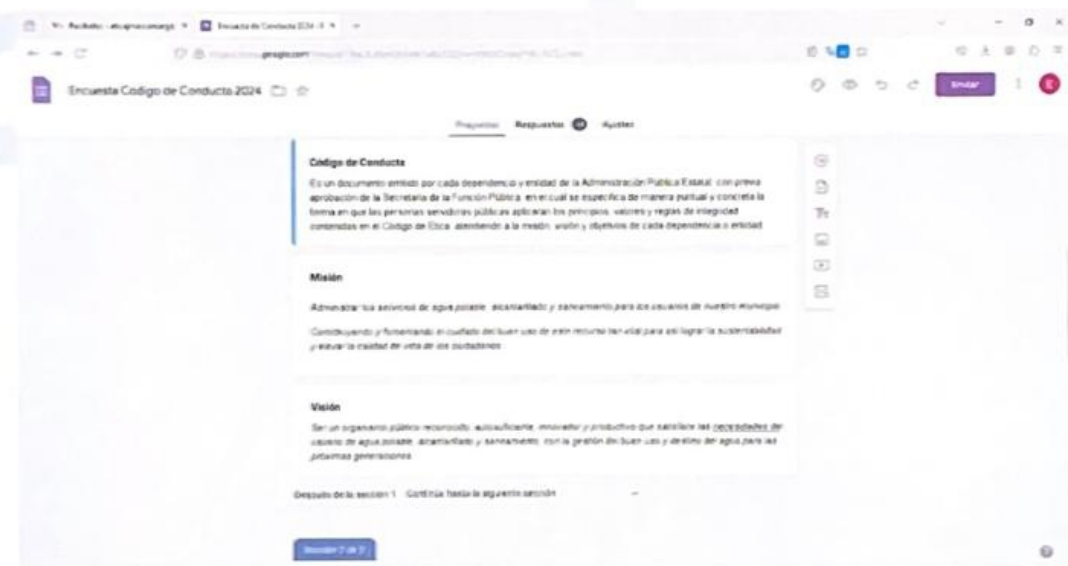 Encuesta Código de Conducta 2024
Enviar
Preguntas Respuestas Ajustes
Código de Conducta
Es un documento emitido por cada dependencia y entidad de la Administración Pública Estatal, con previa
aprobación de la Secretaría de la Función Pública, en el cual se especifica de manera puntual y concreta la
forma en que las personas servidoras públicas aplicarán los principios, valores y reglas de integridad
contenidas en el Código de Ética, atendiendo a la misión, visión y objetivos de cada dependencia o entidad
Misión
Administrar los servicios de agua potable, alcantarillado y saneamiento para los usuarios de nuestro municipio
Construyendo y fomentando el cuidado del buen uso de este recurso tan vital para así lograr la sustentabilidad
y elevar la calidad de vida de los ciudadanos
Visión
Ser un organismo público reconocido, autosuficiente, innovador y productivo que satisface las necesidades de
usuario de agua potable, alcantarillado y saneamiento, con la gestión del buen uso y destino del agua para las
próximas generaciones
Después de la sección 1 Continúa hasta la siguiente sección